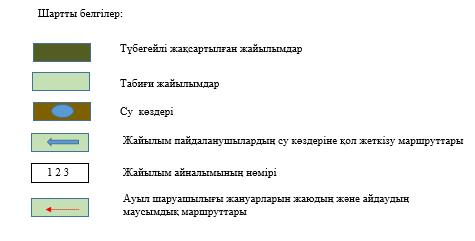 Шартты белгілер:
Түбегейлі жақсартылған жайылымдар
Табиғи жайылымдар
Су көздері
Жайылым пайдаланушылардың су көздеріне қол жеткізу маршруттары
1 2 3 Жайылым айналымының нөмірі
Ауыл шаруашылығы жануарларын жаюдың және айдаудың
маусымдық маршруттары